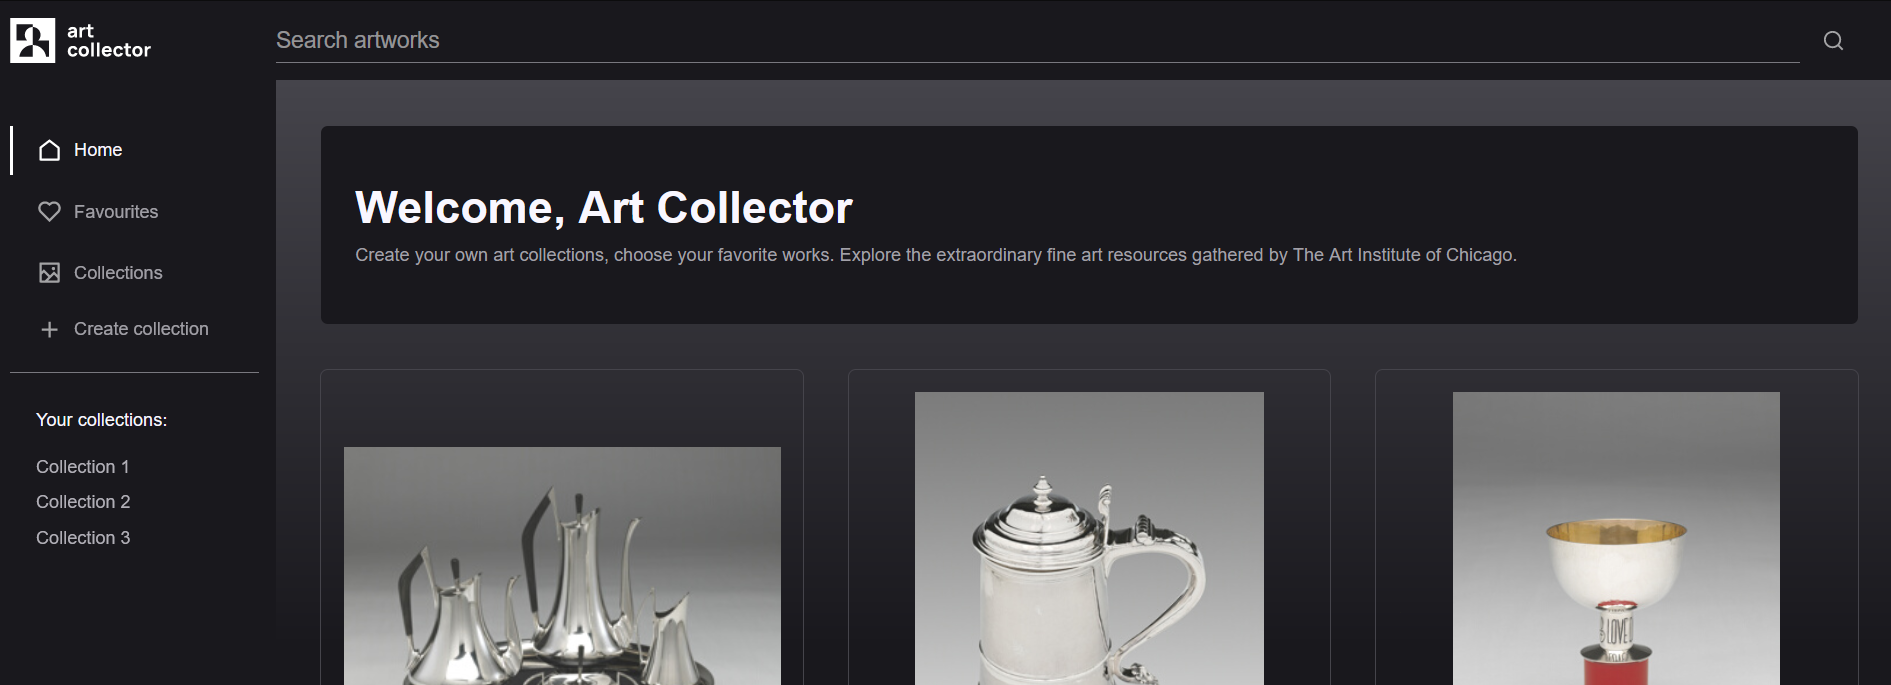 art
collector
Search artworks
Home
Favourites
Collections
Create collection
Your collections:
Collection 1
Collection 2
Collection 3
Welcome, Art Collector
Create your own art collections, choose your favorite works. Explore the extraordinary fine art resources gathered by The Art Institute of Chicago.
LOVE